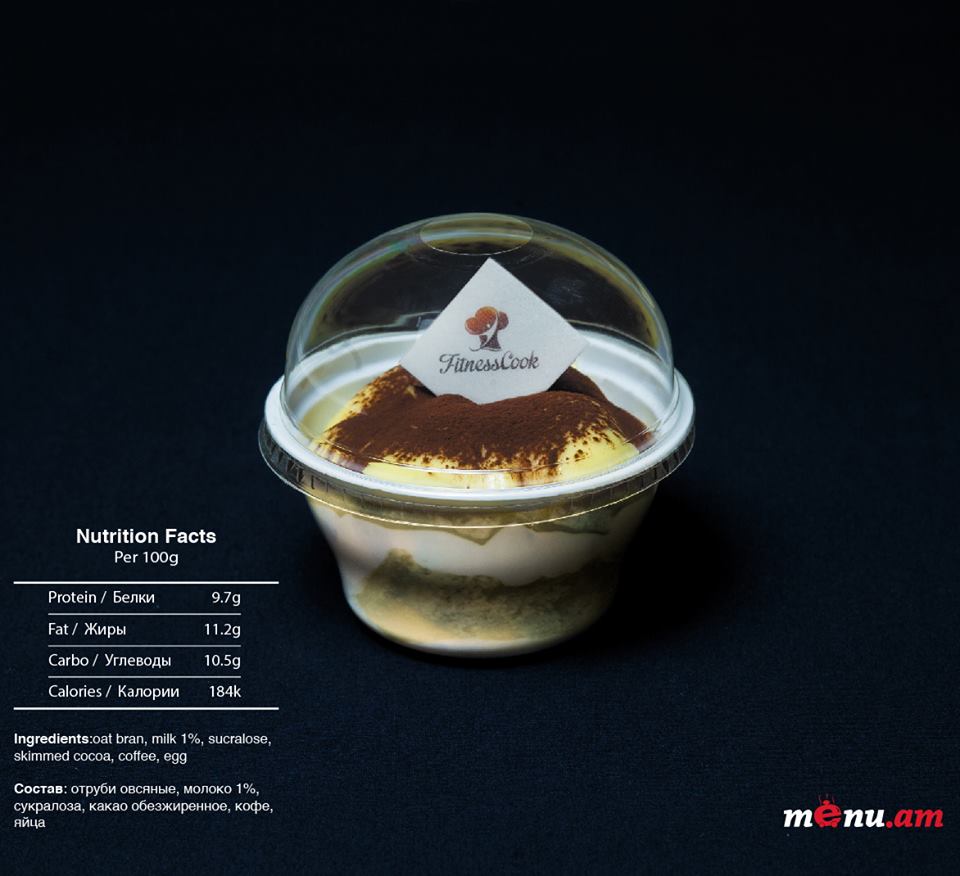 FitnessCook
Nutrition Facts
Per 100g
Protein / Белки 9.7g
Fat / Жиры 11.2g
Carbo / Углеводы 10.5g
Calories / Калории 184k
Ingredients:oat bran, milk 1%, sucralose,
skimmed cocoa, coffee, egg
Состав: отруби овсяные, молоко 1%,
сукралоза, какао обезжиренное, кофе,
яйца
menu.am